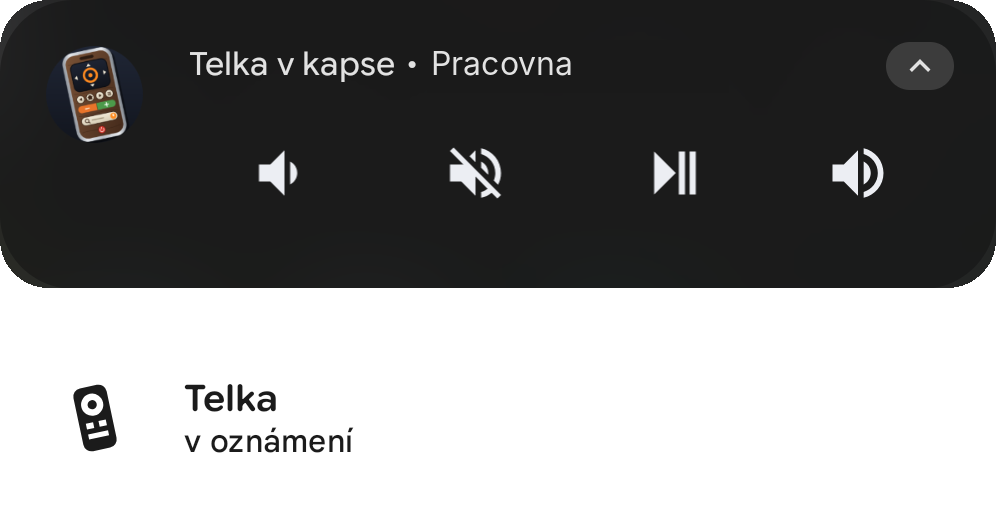 Telka v kapse • Pracovna
Telka
v oznámení